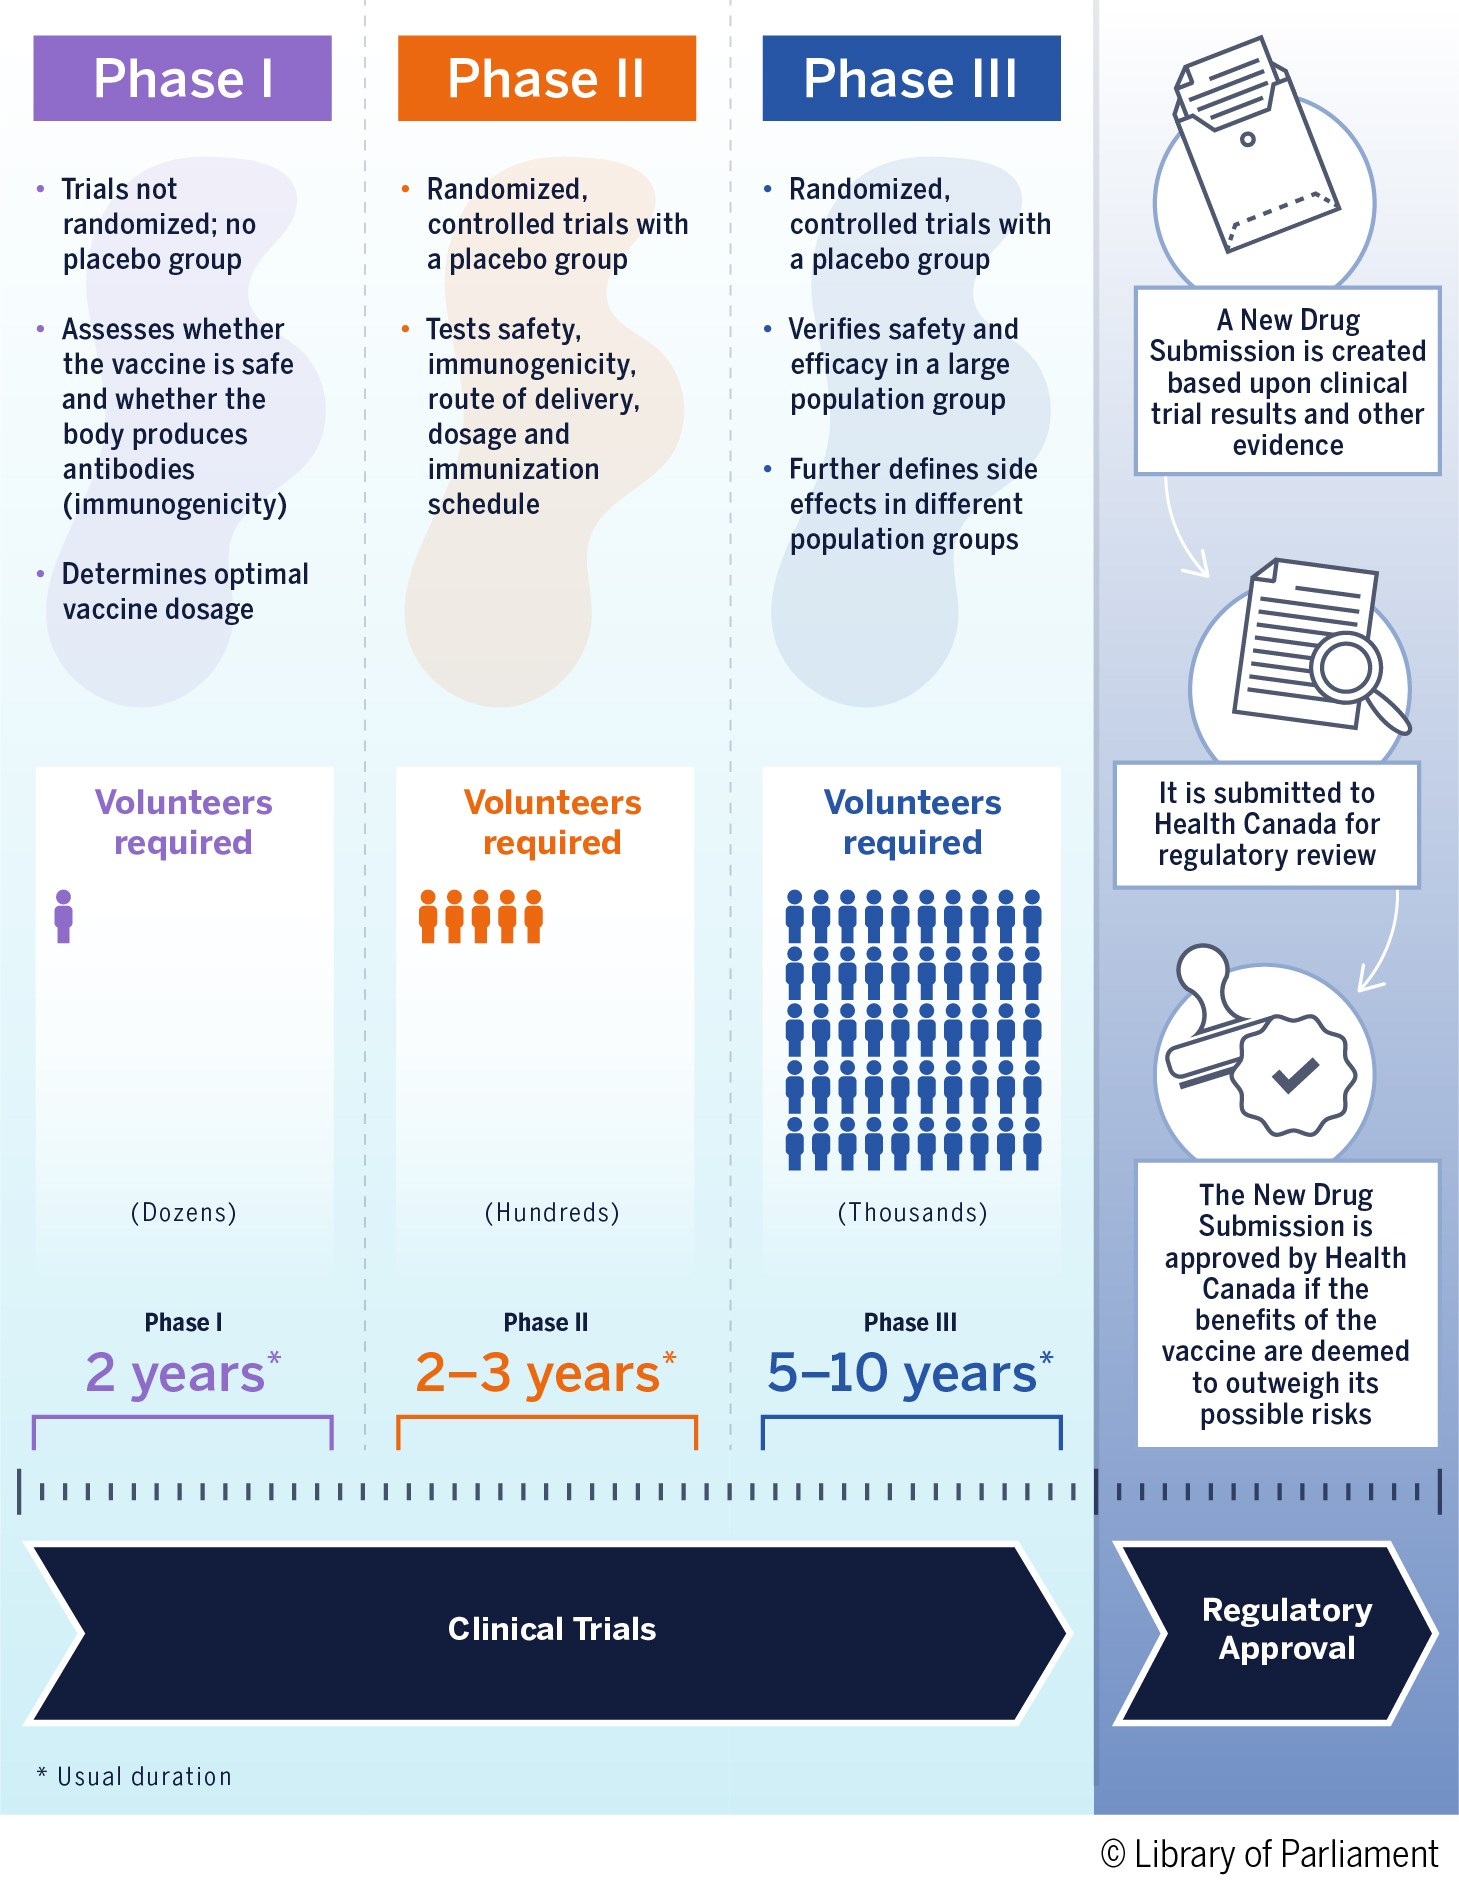 Phase I
• Trials not
randomized; no
placebo group
• Assesses whether
the vaccine is safe
and whether the
body produces
antibodies
(immunogenicity)
• Determines optimal
vaccine dosage
Volunteers
required
(Dozens)
Phase I
2 years*
Phase II
• Randomized,
controlled trials with
a placebo group
• Tests safety,
immunogenicity,
route of delivery,
dosage and
immunization
schedule
Volunteers
required
(Hundreds)
Phase II
2–3 years*
Phase III
• Randomized,
controlled trials with
a placebo group
• Verifies safety and
efficacy in a large
population group
• Further defines side
effects in different
population groups
Volunteers
required
(Thousands)
Phase III
5–10 years*
A New Drug
Submission is created
based upon clinical
trial results and other
evidence
It is submitted to
Health Canada for
regulatory review
The New Drug
Submission is
approved by Health
Canada if the
benefits of the
vaccine are deemed
to outweigh its
possible risks
Clinical Trials
Regulatory
Approval
* Usual duration
© Library of Parliament